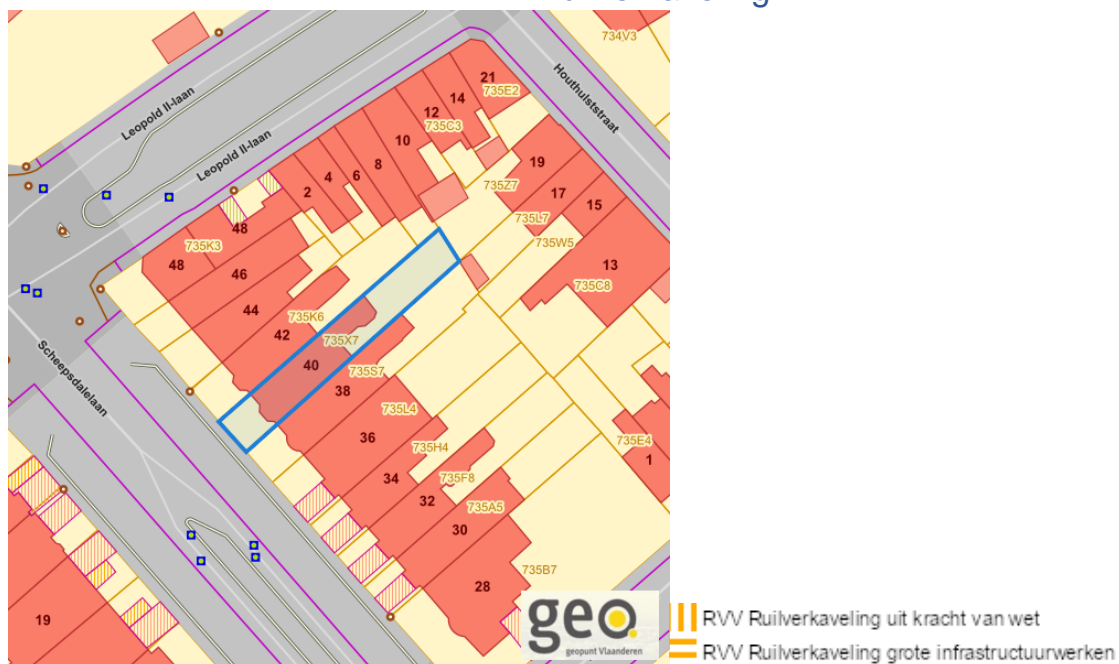 734V3
Leopold II-laan
Leopold II-laan
Houthulststraat
21
735E2
14
12
735C3
10
8
6
4
2
19
735Z7
17
735L7
15
735W5
13
735C8
48
735K3
48
46
44
735K6
42
735X7
40
735S7
38
735L4
36
735H4
34
735F8
32
735A5
30
735B7
28
735E4
1
Scheepsdalelaan
19
geo.
geopunt Vlaanderen
RVV Ruilverkaveling uit kracht van wet
RVV Ruilverkaveling grote infrastructuurwerken